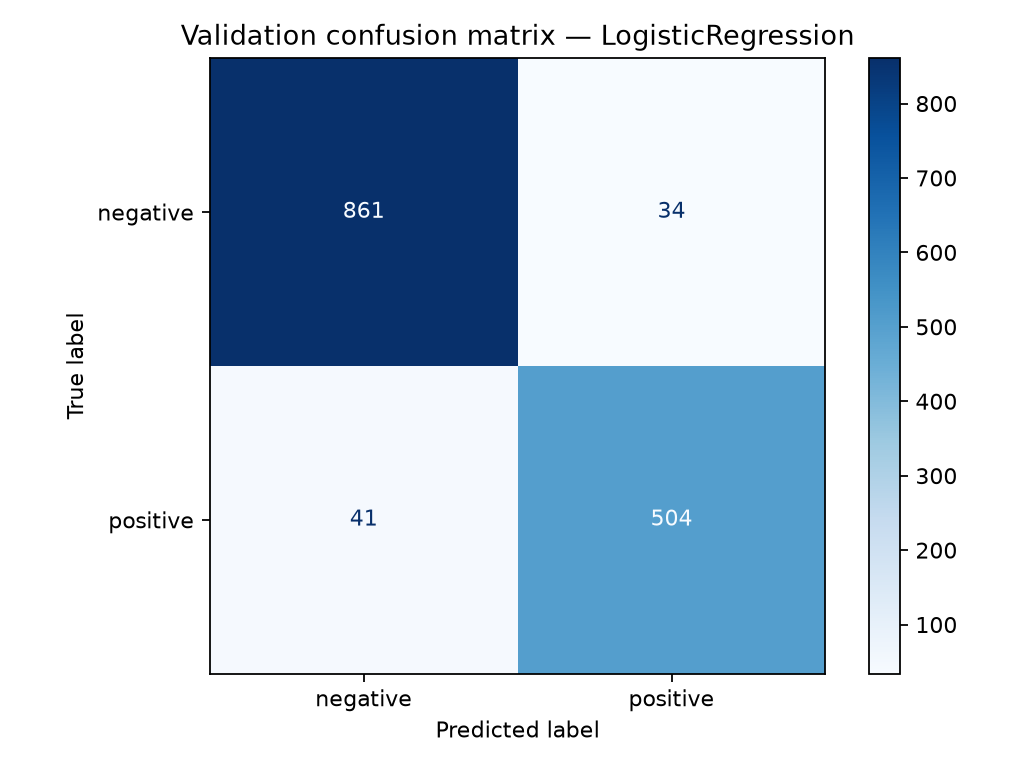 Validation confusion matrix — LogisticRegression
negative
861
34
positive
41
504
True label
negative
positive
Predicted label
800
700
600
500
400
300
200
100